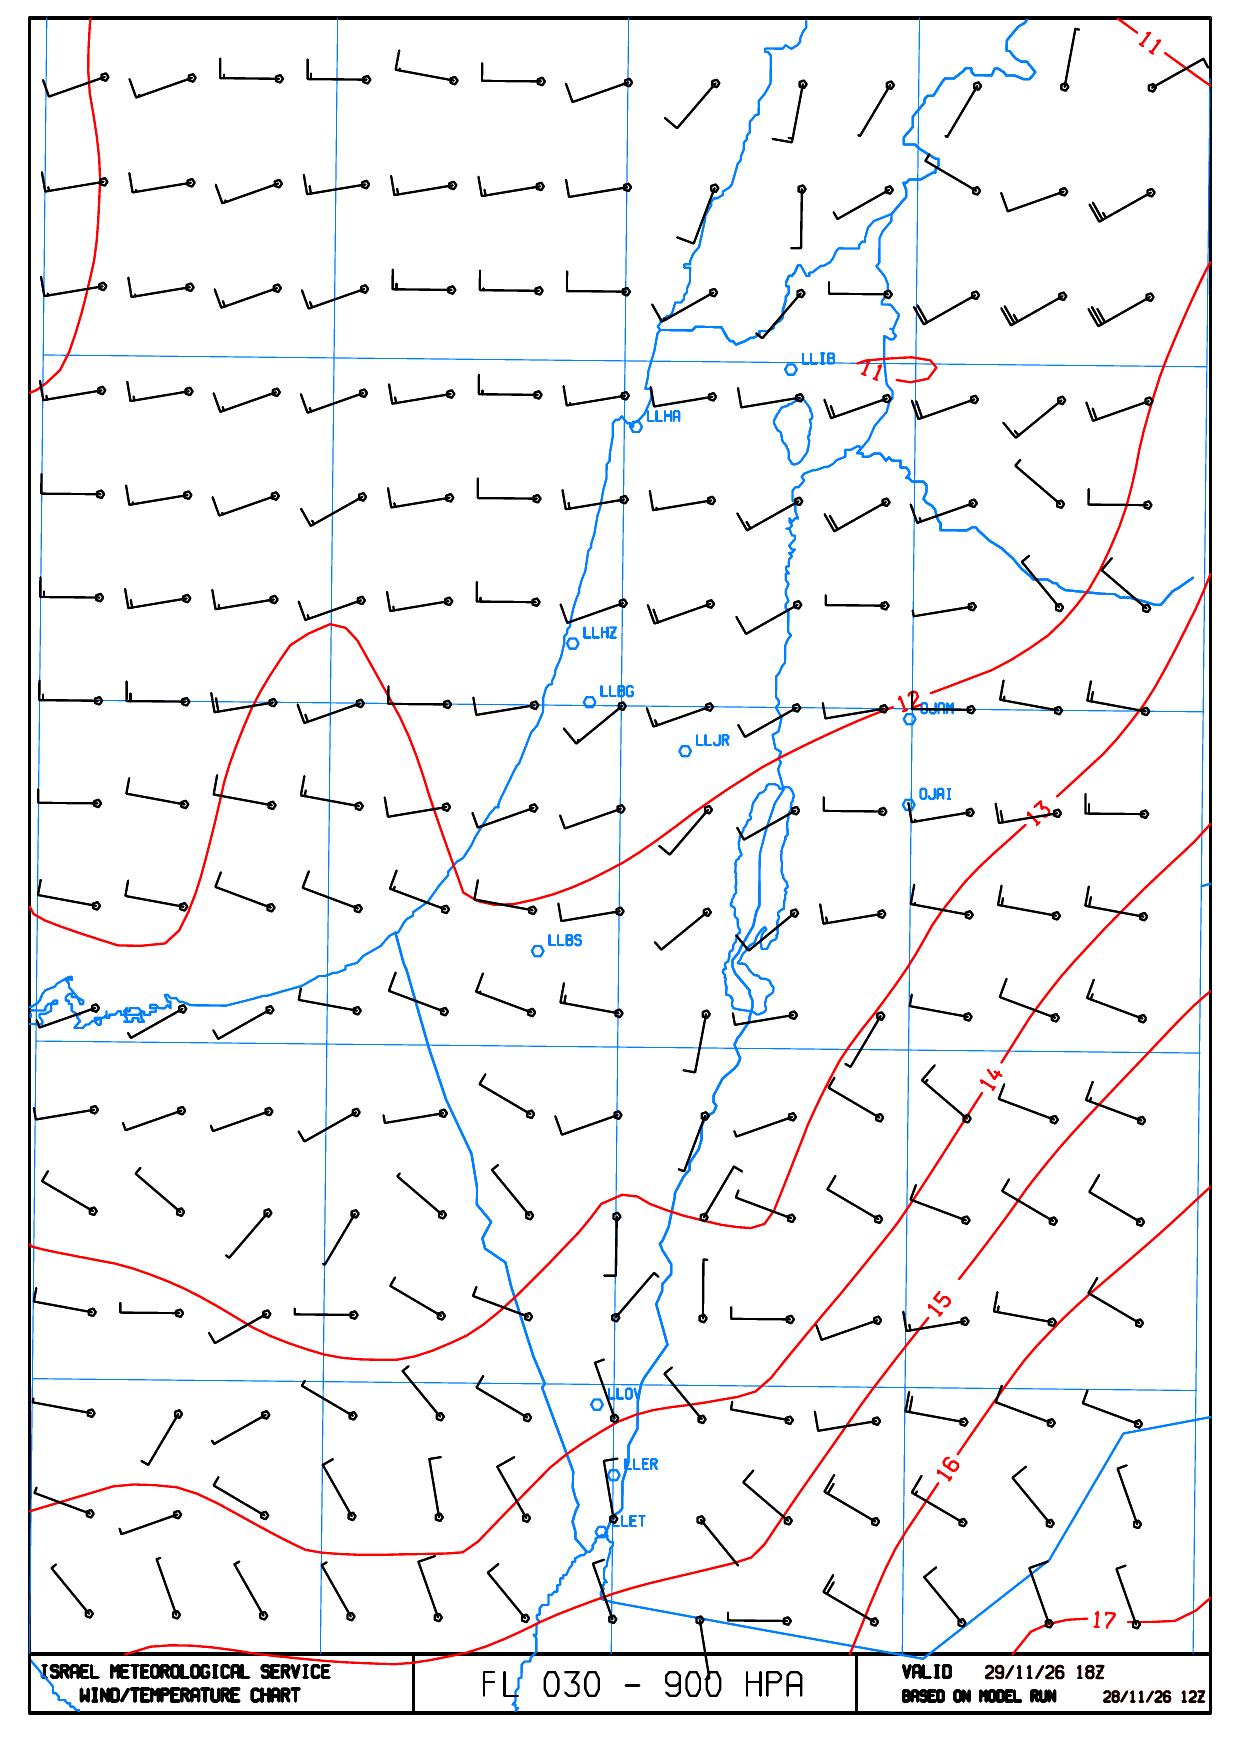 11
LLIB
11
LLHA
LLHZ
LLBG
12
OJAM
LLJR
OJAI
13
LLBS
14
15
LLOV
16
LLER
LLET
17
ISRAEL METEOROLOGICAL SERVICE
WIND/TEMPERATURE CHART
FL 030 - 900 HPA
VALID 29/11/26 18Z
BASED ON MODEL RUN 28/11/26 12Z